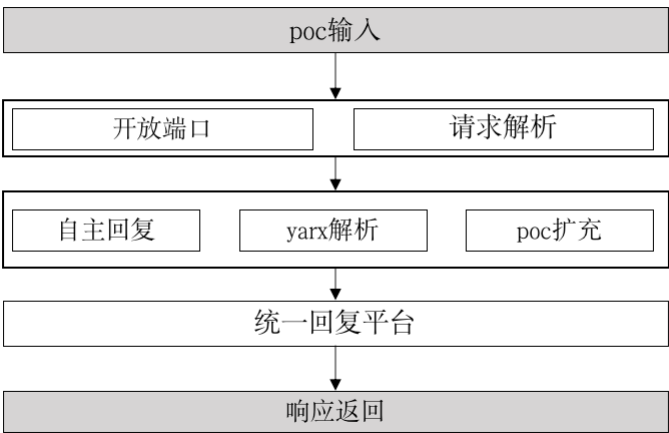 poc输入
开放端口
请求解析
自主回复
yarx解析
poc扩充
统一回复平台
响应返回